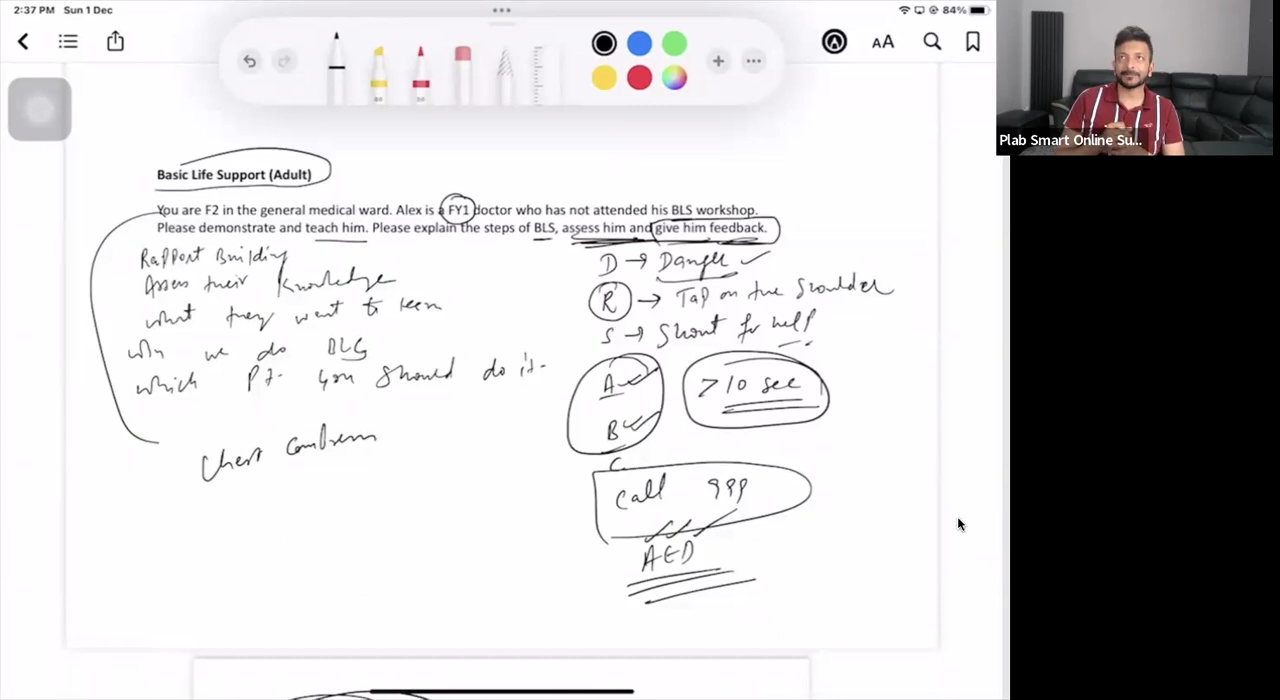 2:37 PM Sun 1 Dec
84%
AA
Plab Smart Online Su...
Basic Life Support (Adult)
You are F2 in the general medical ward. Alex is a FY1 doctor who has not attended his BLS workshop.
Please demonstrate and teach him. Please explain the steps of BLS, assess him and give him feedback.
Rapport Building
Assess their knowledge
what they want to
why we do BLS
which Pt. you should do it.
Chest
D → Danger ✓
R → Tap on the shoulder
S → Shout for help
A
B
> 10 sec
C
Call 999
AED